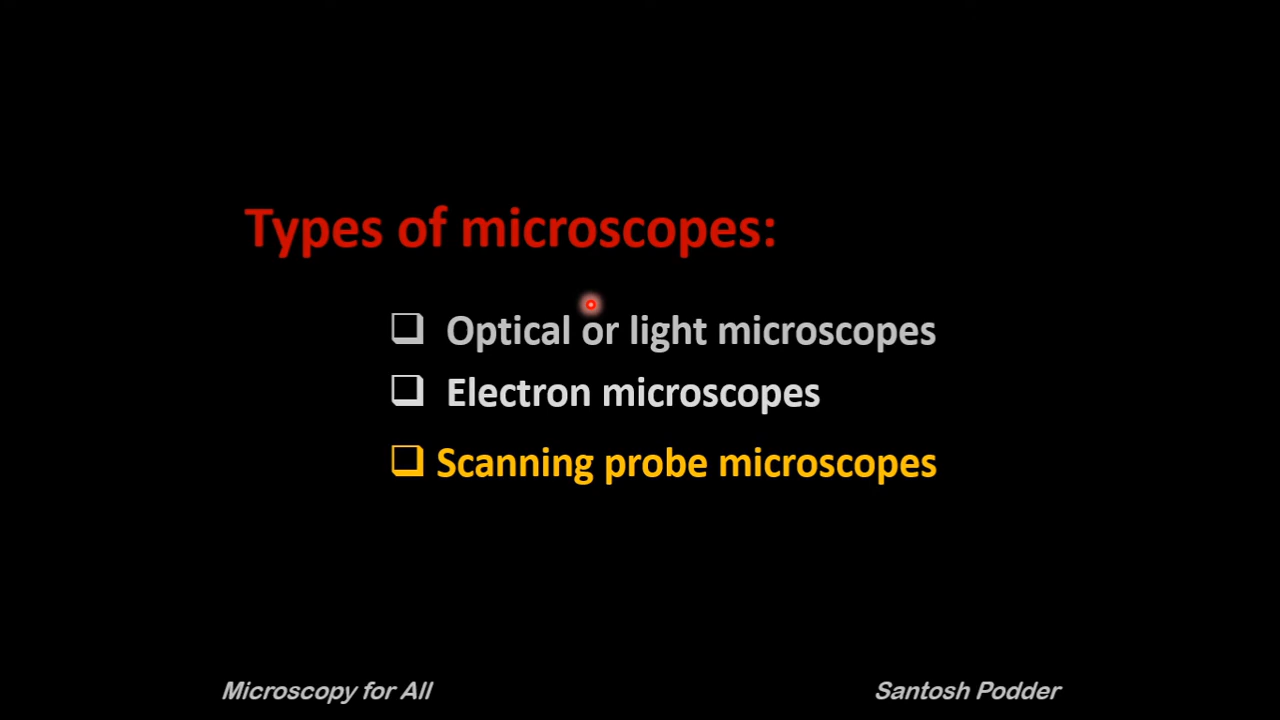 Types of microscopes:
❑ Optical or light microscopes
❑ Electron microscopes
❑ Scanning probe microscopes
Microscopy for All
Santosh Podder